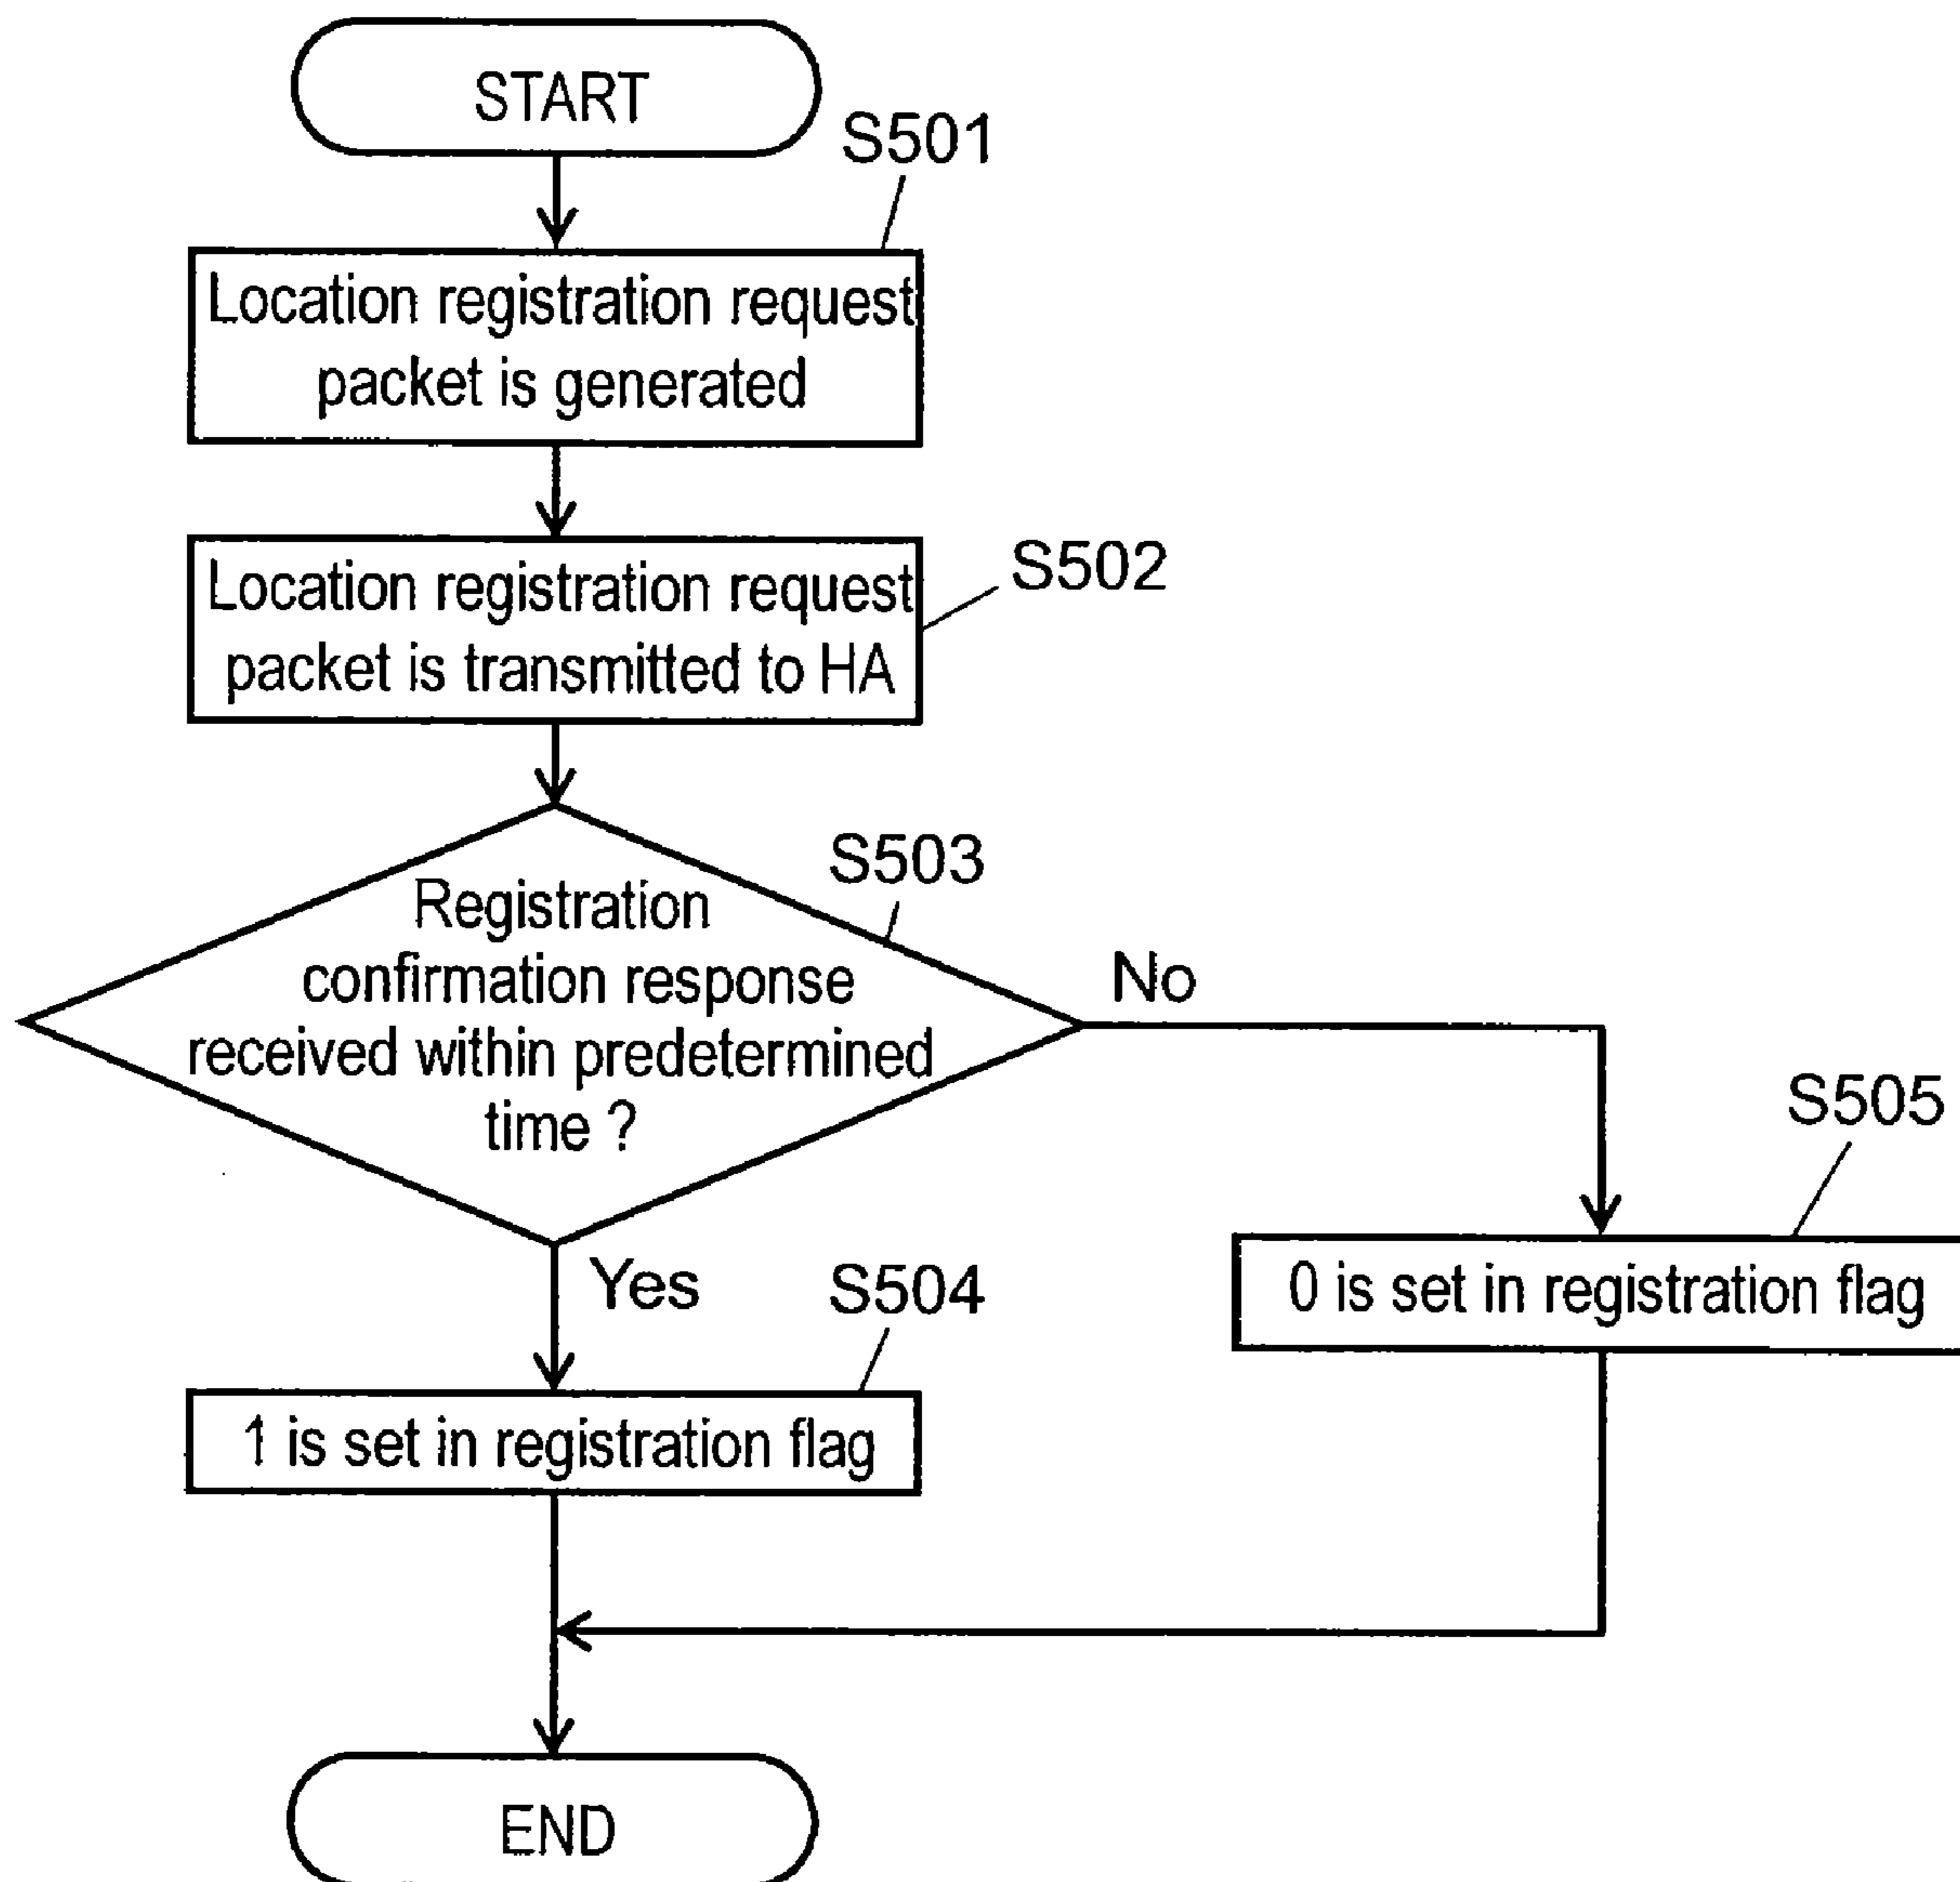 START
S501
Location registration request
packet is generated
Location registration request
packet is transmitted to HA
S502
S503
Registration
confirmation response
received within predetermined
time ?
No
Yes
S504
S505
1 is set in registration flag
0 is set in registration flag
END